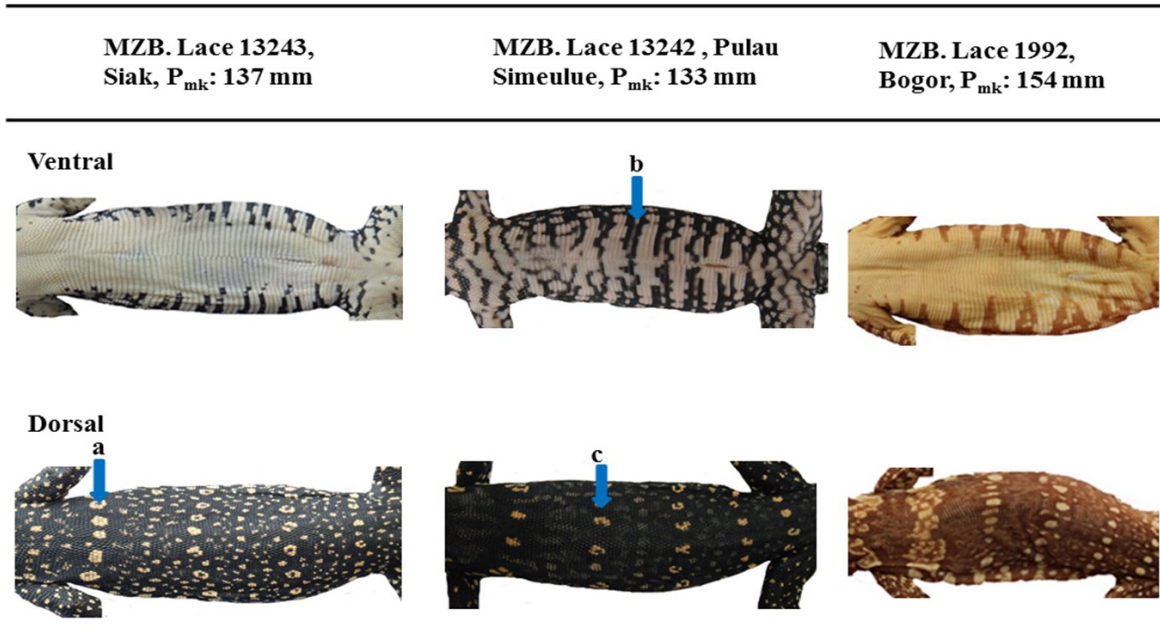 MZB. Lace 13243,
Siak, Pmk: 137 mm
MZB. Lace 13242 , Pulau
Simeulue, Pmk: 133 mm
MZB. Lace 1992,
Bogor, Pmk: 154 mm
Ventral
b
Dorsal
a
c